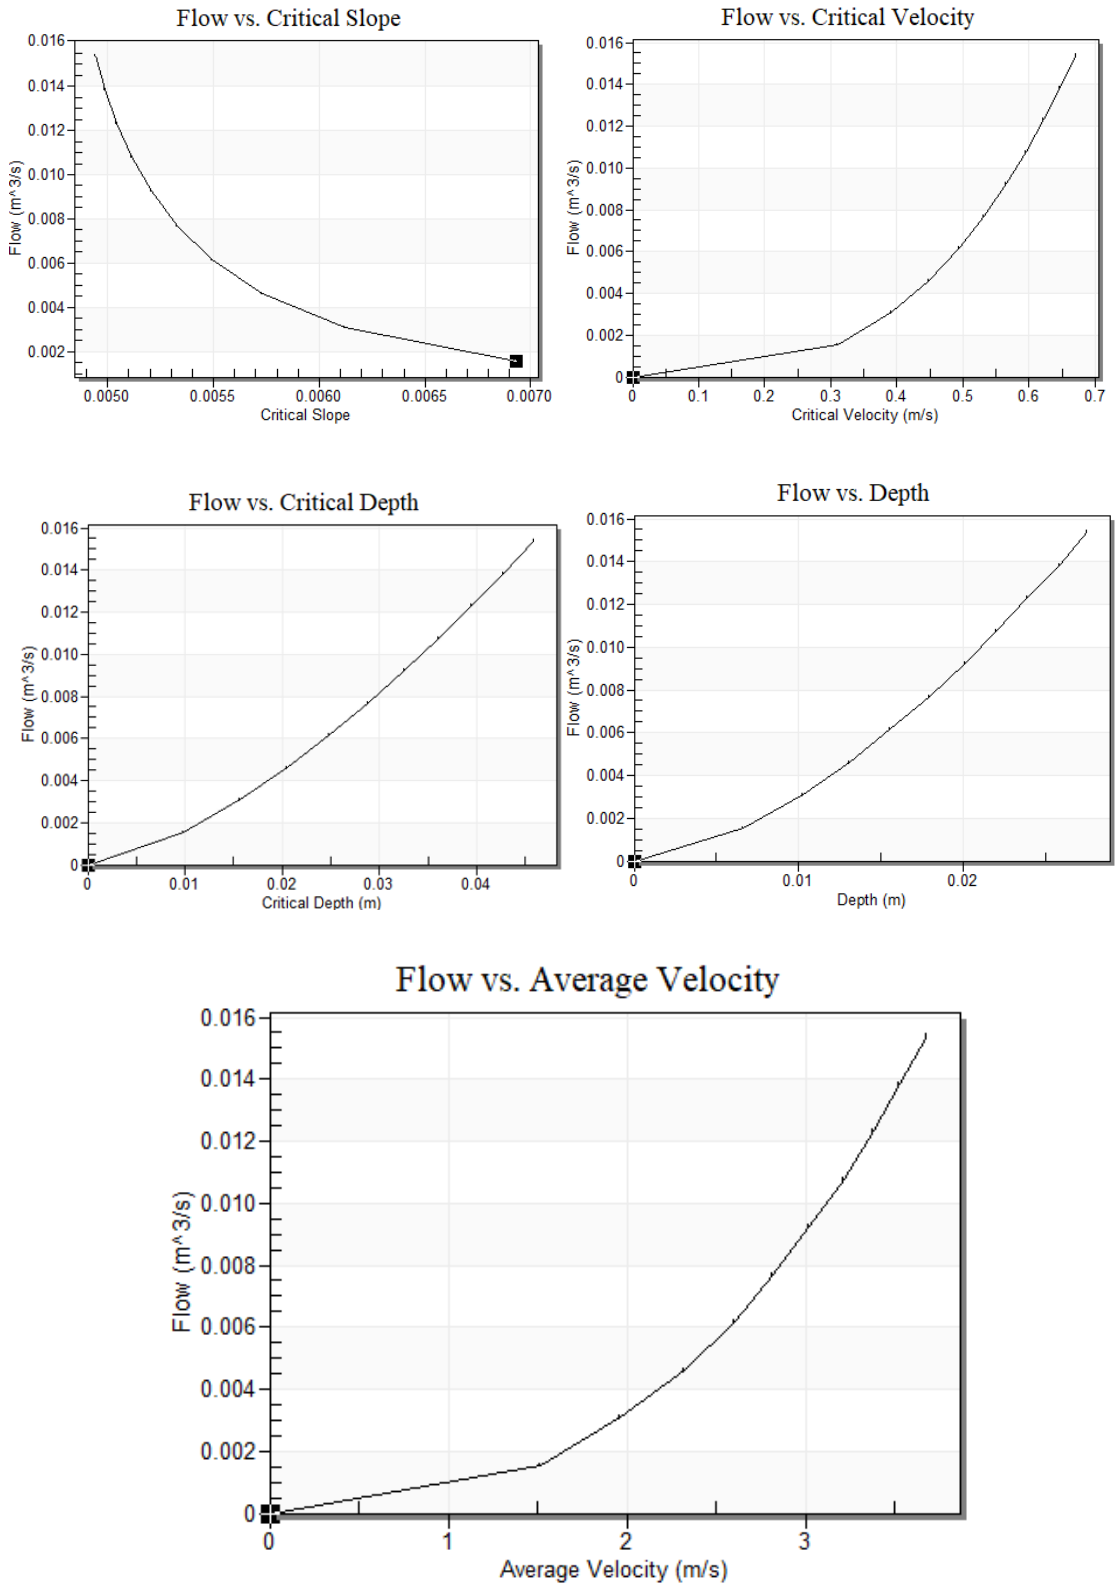 Flow vs. Critical Slope
0.016
0.014
0.012
0.010
0.008
0.006
0.004
0.002
Flow (m^3/s)
0.0050 0.0055 0.0060 0.0065 0.0070
Critical Slope
Flow vs. Critical Velocity
0.016
0.014
0.012
0.010
0.008
0.006
0.004
0.002
0
Flow (m^3/s)
0 0.1 0.2 0.3 0.4 0.5 0.6 0.7
Critical Velocity (m/s)
Flow vs. Critical Depth
0.016
0.014
0.012
0.010
0.008
0.006
0.004
0.002
0
Flow (m^3/s)
0 0.01 0.02 0.03 0.04
Critical Depth (m)
Flow vs. Depth
0.016
0.014
0.012
0.010
0.008
0.006
0.004
0.002
0
Flow (m^3/s)
0 0.01 0.02
Depth (m)
Flow vs. Average Velocity
0.016
0.014
0.012
0.010
0.008
0.006
0.004
0.002
0
Flow (m^3/s)
0 1 2 3
Average Velocity (m/s)